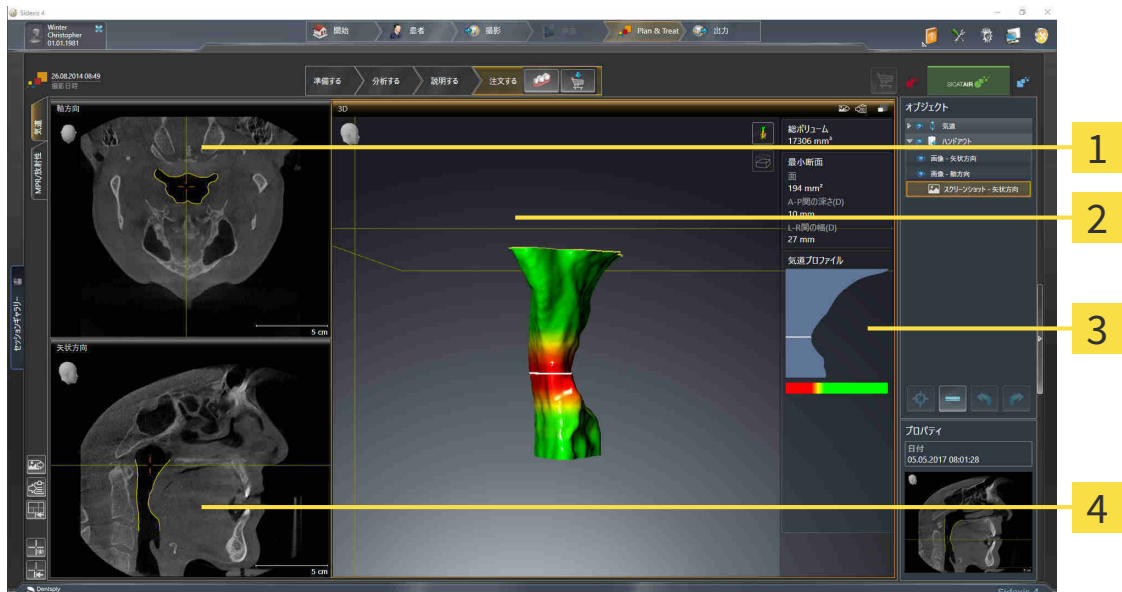 Sidexis 4
Winter
Christopher
01.01.1981
開始
患者
撮影
Plan & Treat
出力
26.08.2014 08:49
撮影日時
準備する
分析する
説明する
注文する
SICATAIR
気道
MPR/放射性
セッションギャラリー
軸方向
5 cm
矢状方向
5 cm
3D
総ボリューム
17306 mm³
最小断面
面
194 mm²
A-P間の深さ(D)
10 mm
L-R間の幅(D)
27 mm
気道プロファイル
オブジェクト
気道
ハンドアウト
画像 - 矢状方向
画像 - 軸方向
スクリーンショット - 矢状方向
プロパティ
日付
05.05.2017 08:01:28
1
2
3
4
Dentsply
Sidexis 4